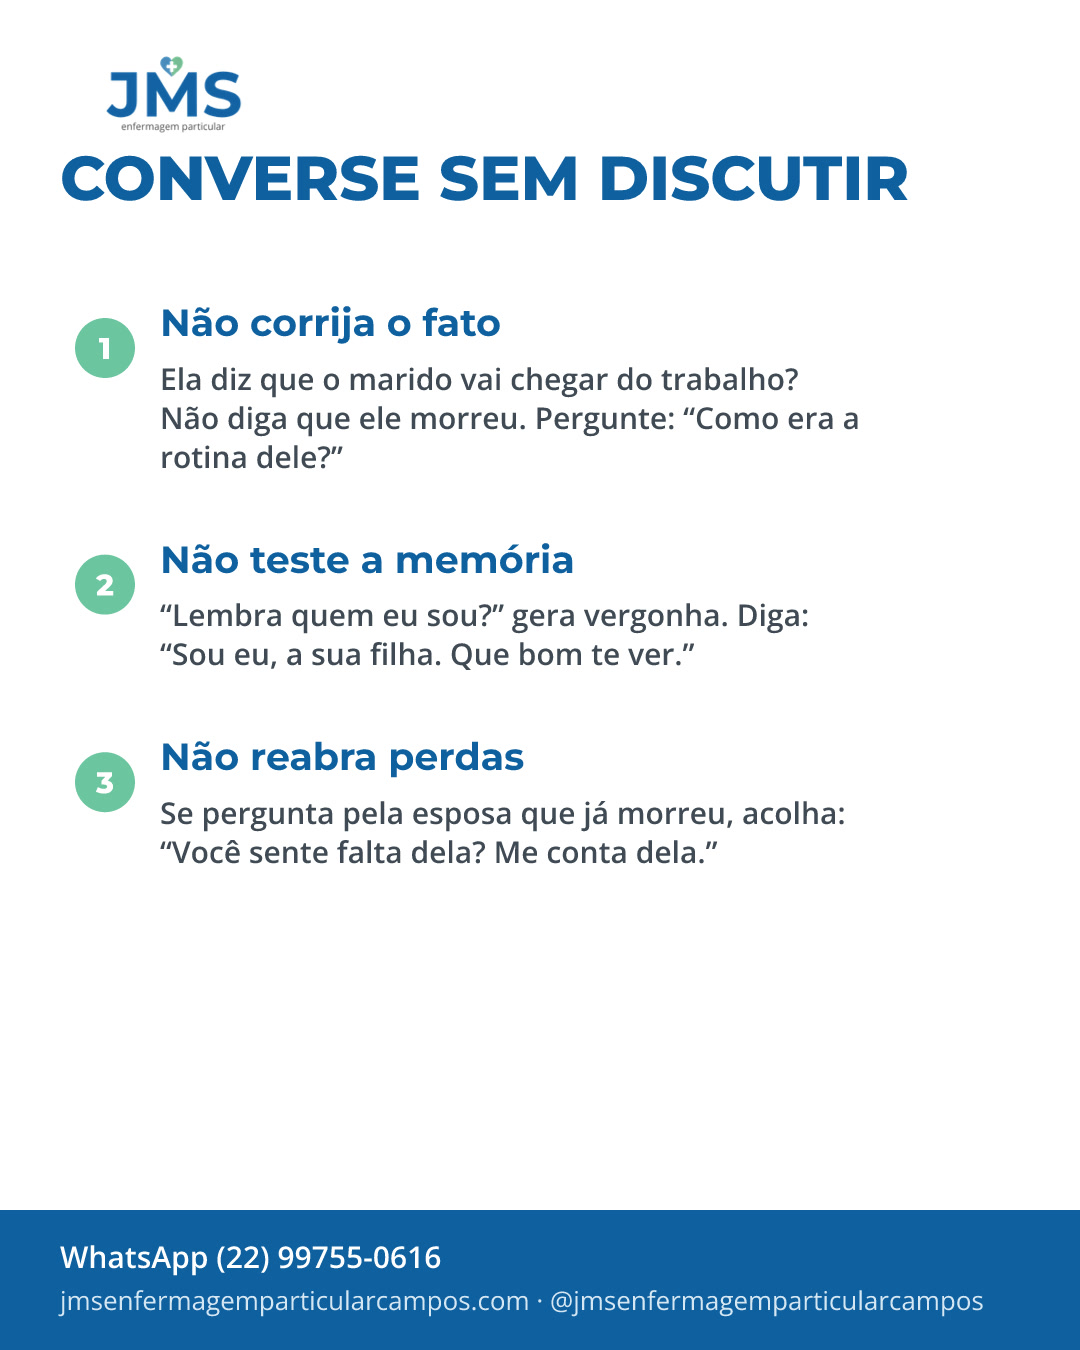 JMS
enfermagem particular
CONVERSE SEM DISCUTIR
1
Não corrija o fato
Ela diz que o marido vai chegar do trabalho?
Não diga que ele morreu. Pergunte: “Como era a
rotina dele?”
2
Não teste a memória
“Lembra quem eu sou?” gera vergonha. Diga:
“Sou eu, a sua filha. Que bom te ver.”
3
Não reabra perdas
Se pergunta pela esposa que já morreu, acolha:
“Você sente falta dela? Me conta dela.”
WhatsApp (22) 99755-0616
jmsenfermagemparticularcampos.com · @jmsenfermagemparticularcampos